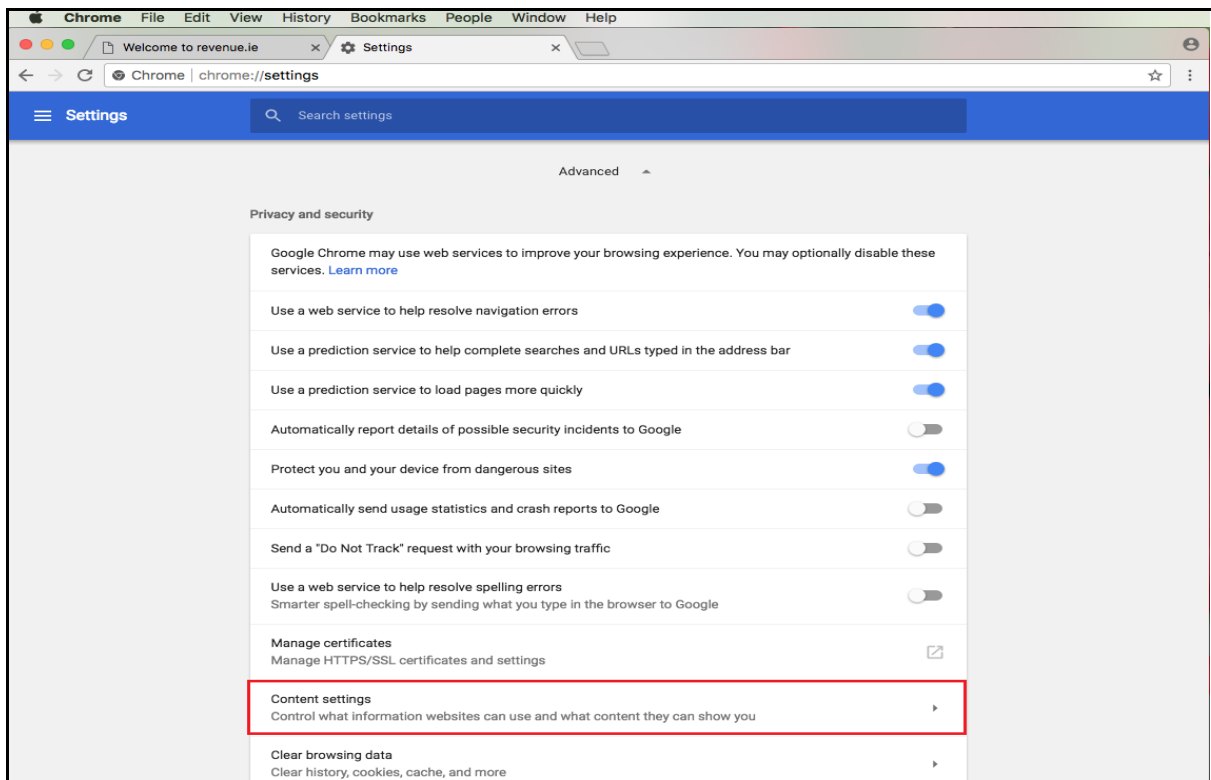 Chrome File Edit View History Bookmarks People Window Help
Welcome to revenue.ie
Settings
Chrome | chrome://settings
Settings
Search settings
Advanced
Privacy and security
Google Chrome may use web services to improve your browsing experience. You may optionally disable these
services. Learn more
Use a web service to help resolve navigation errors
Use a prediction service to help complete searches and URLs typed in the address bar
Use a prediction service to load pages more quickly
Automatically report details of possible security incidents to Google
Protect you and your device from dangerous sites
Automatically send usage statistics and crash reports to Google
Send a "Do Not Track" request with your browsing traffic
Use a web service to help resolve spelling errors
Smarter spell-checking by sending what you type in the browser to Google
Manage certificates
Manage HTTPS/SSL certificates and settings
Content settings
Control what information websites can use and what content they can show you
Clear browsing data
Clear history, cookies, cache, and more